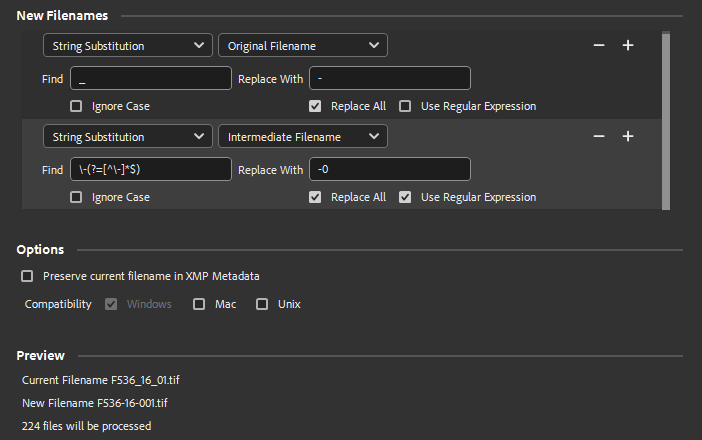 New Filenames
String Substitution Original Filename
Find _ Replace With -
Ignore Case Replace All Use Regular Expression
String Substitution Intermediate Filename
Find \-(?=[^\-]*$) Replace With -0
Ignore Case Replace All Use Regular Expression
Options
Preserve current filename in XMP Metadata
Compatibility Windows Mac Unix
Preview
Current Filename F536_16_01.tif
New Filename F536-16-001.tif
224 files will be processed